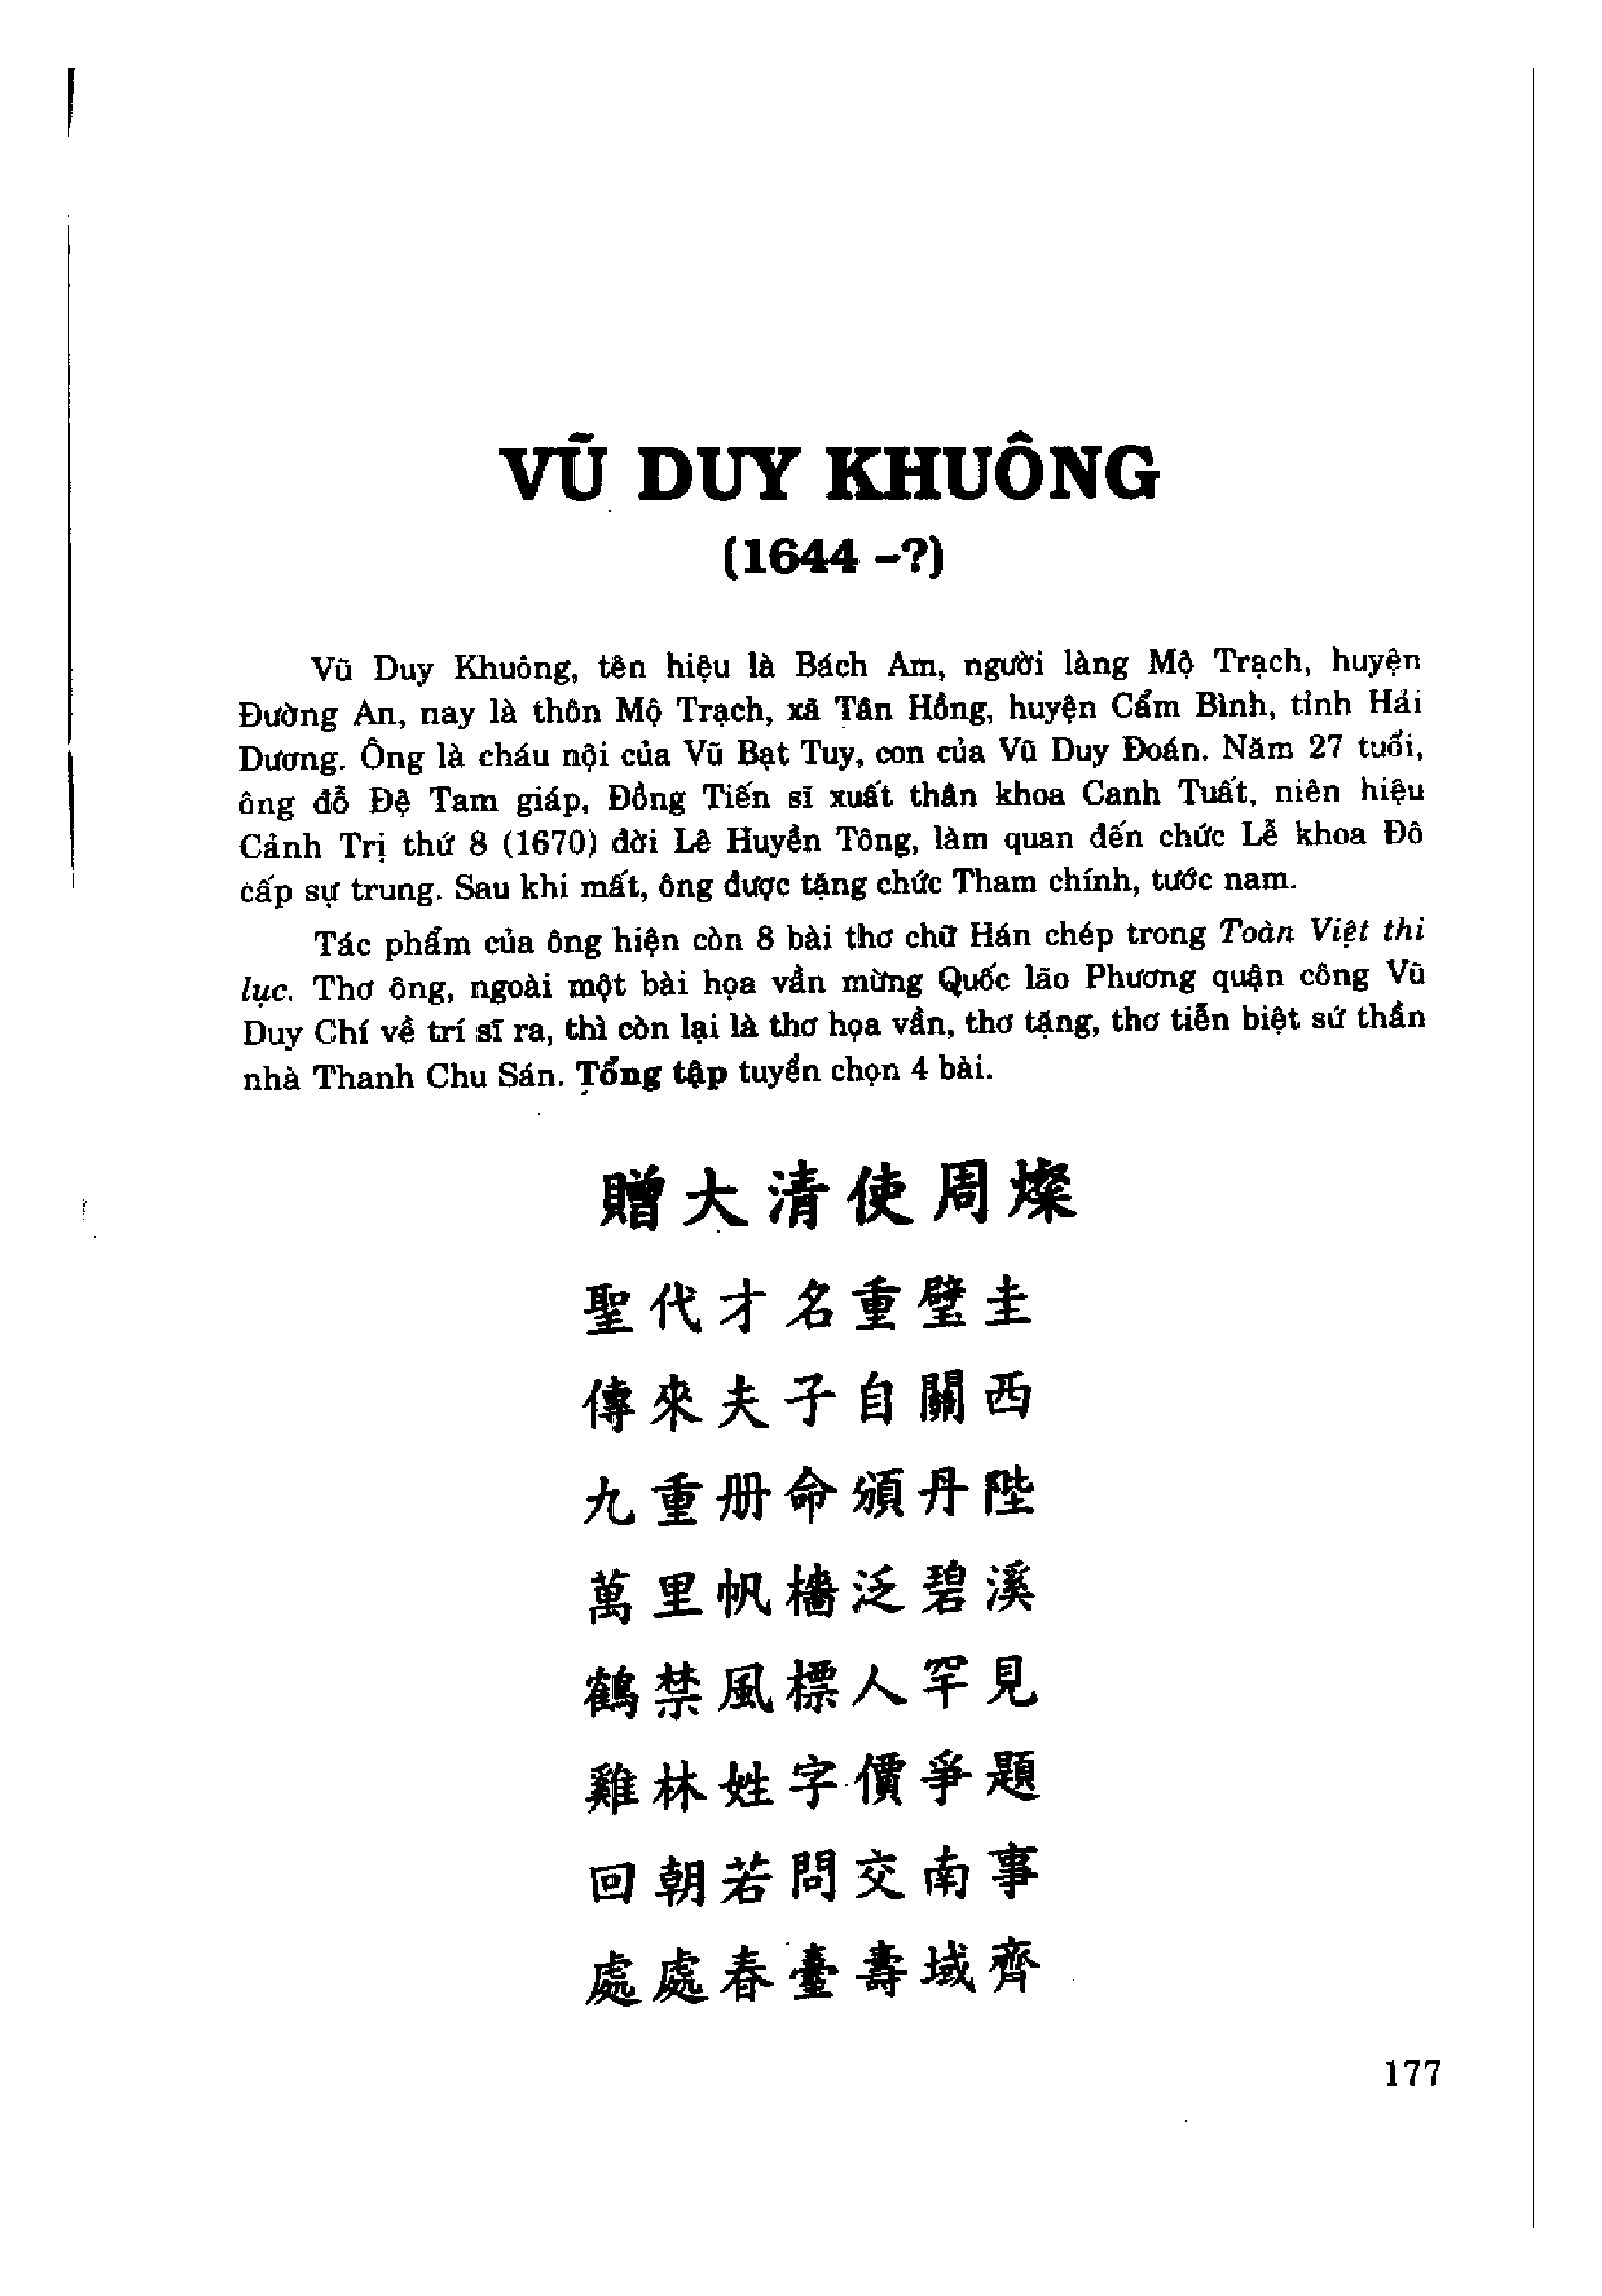 VŨ DUY KHUÔNG
(1644 –?)
Vũ Duy Khuông, tên hiệu là Bách Am, người làng Mộ Trạch, huyện
Đường An, nay là thôn Mộ Trạch, xã Tân Hồng, huyện Cẩm Bình, tỉnh Hải
Dương. Ông là cháu nội của Vũ Bạt Tuy, con của Vũ Duy Đoán. Năm 27 tuổi,
ông đỗ Đệ Tam giáp, Đồng Tiến sĩ xuất thân khoa Canh Tuất, niên hiệu
Cảnh Trị thứ 8 (1670) đời Lê Huyền Tông, làm quan đến chức Lễ khoa Đô
cấp sự trung. Sau khi mất, ông được tặng chức Tham chính, tước nam.
Tác phẩm của ông hiện còn 8 bài thơ chữ Hán chép trong Toàn Việt thi
lục. Thơ ông, ngoài một bài họa vần mừng Quốc lão Phương quận công Vũ
Duy Chí về trí sĩ ra, thì còn lại là thơ họa vần, thơ tặng, thơ tiễn biệt sứ thần
nhà Thanh Chu Sán. Tổng tập tuyển chọn 4 bài.
贈大清使周燦
聖代才名重璧圭
傳來夫子自關西
九重册命頒丹陛
萬里帆檣泛碧溪
鶴禁風標人罕見
雞林姓字價爭題
回朝若問交南事
處處春臺壽域齊
177